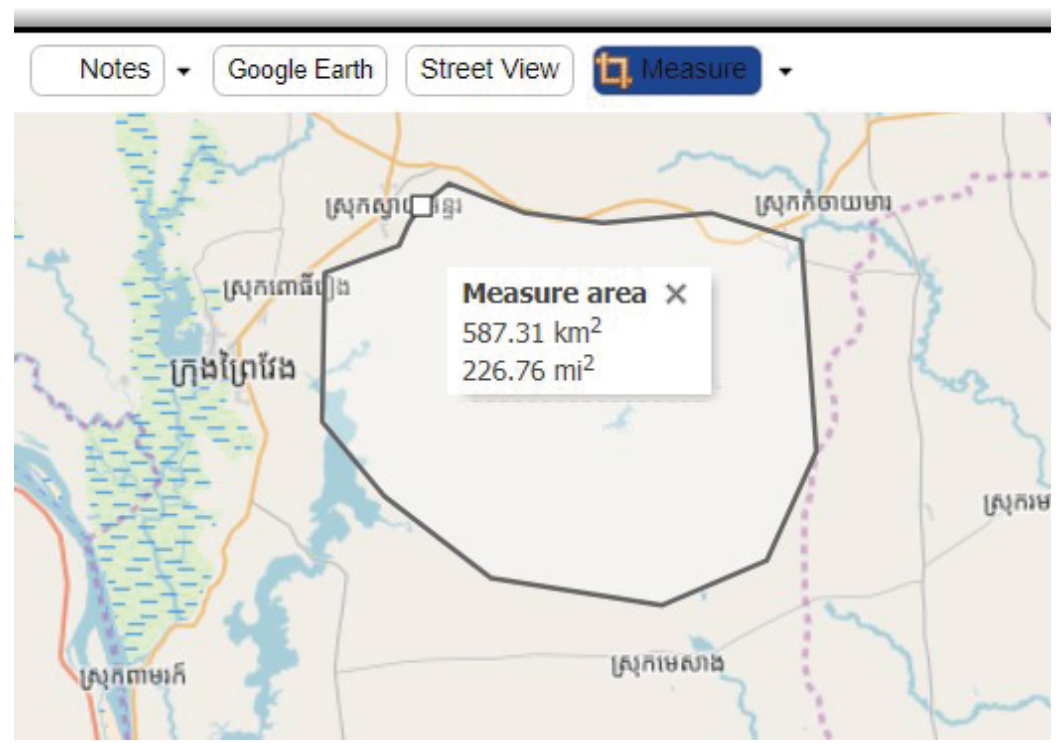 Notes
Google Earth
Street View
Measure
ស្រុកកំចាយមារ
ស្រុកពោធិ៍រៀង
Measure area ×
587.31 km²
226.76 mi²
ក្រុងព្រៃវែង
ស្រុកមេសាង
ស្រុកពាមរក៍